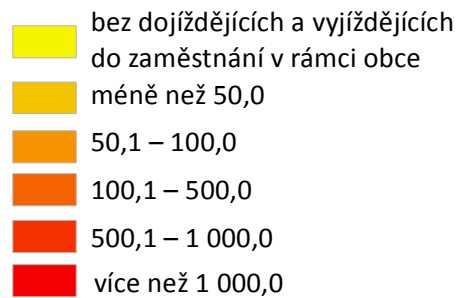 bez dojíždějících a vyjíždějících
do zaměstnání v rámci obce
méně než 50,0
50,1 – 100,0
100,1 – 500,0
500,1 – 1 000,0
více než 1 000,0